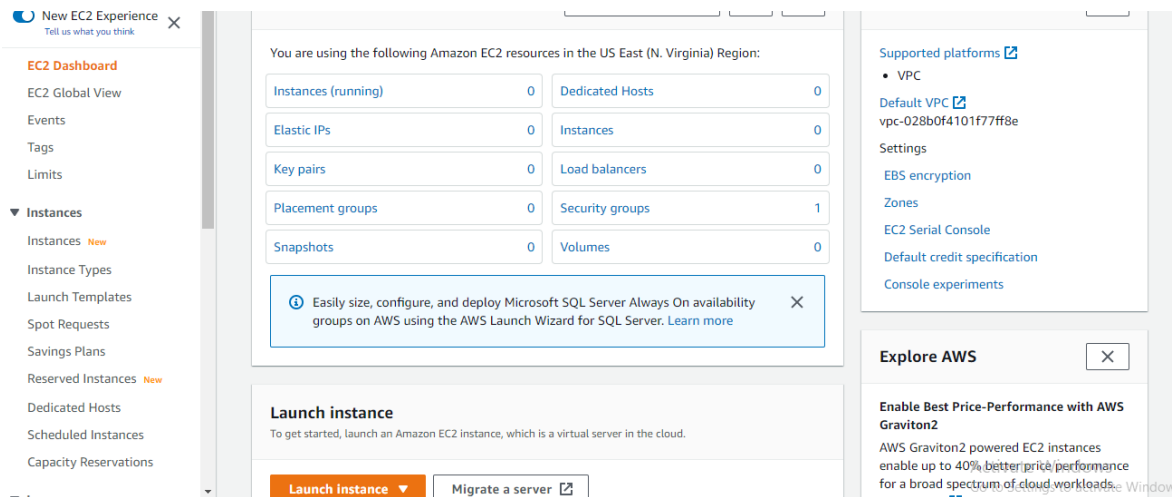 New EC2 Experience
Tell us what you think
EC2 Dashboard
EC2 Global View
Events
Tags
Limits
Instances
Instances New
Instance Types
Launch Templates
Spot Requests
Savings Plans
Reserved Instances New
Dedicated Hosts
Scheduled Instances
Capacity Reservations
You are using the following Amazon EC2 resources in the US East (N. Virginia) Region:
Instances (running) 0
Dedicated Hosts 0
Elastic IPs 0
Instances 0
Key pairs 0
Load balancers 0
Placement groups 0
Security groups 1
Snapshots 0
Volumes 0
Easily size, configure, and deploy Microsoft SQL Server Always On availability
groups on AWS using the AWS Launch Wizard for SQL Server. Learn more
Launch instance
To get started, launch an Amazon EC2 instance, which is a virtual server in the cloud.
Launch instance
Migrate a server
Supported platforms
VPC
Default VPC
vpc-028b0f4101f77ff8e
Settings
EBS encryption
Zones
EC2 Serial Console
Default credit specification
Console experiments
Explore AWS
Enable Best Price-Performance with AWS
Graviton2
AWS Graviton2 powered EC2 instances
enable up to 40% better price performance
for a broad spectrum of cloud workloads.
Activate Windows
Go to Settings to activate Window